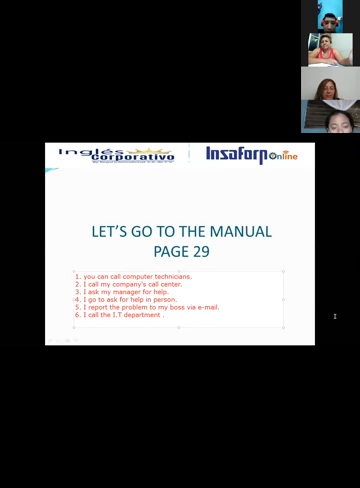 Inglés
Corporativo
Insaforp Online
LET'S GO TO THE MANUAL
PAGE 29
1. you can call computer technicians.
2. I call my company's call center.
3. I ask my manager for help.
4. I go to ask for help in person.
5. I report the problem to my boss via e-mail.
6. I call the I.T department .